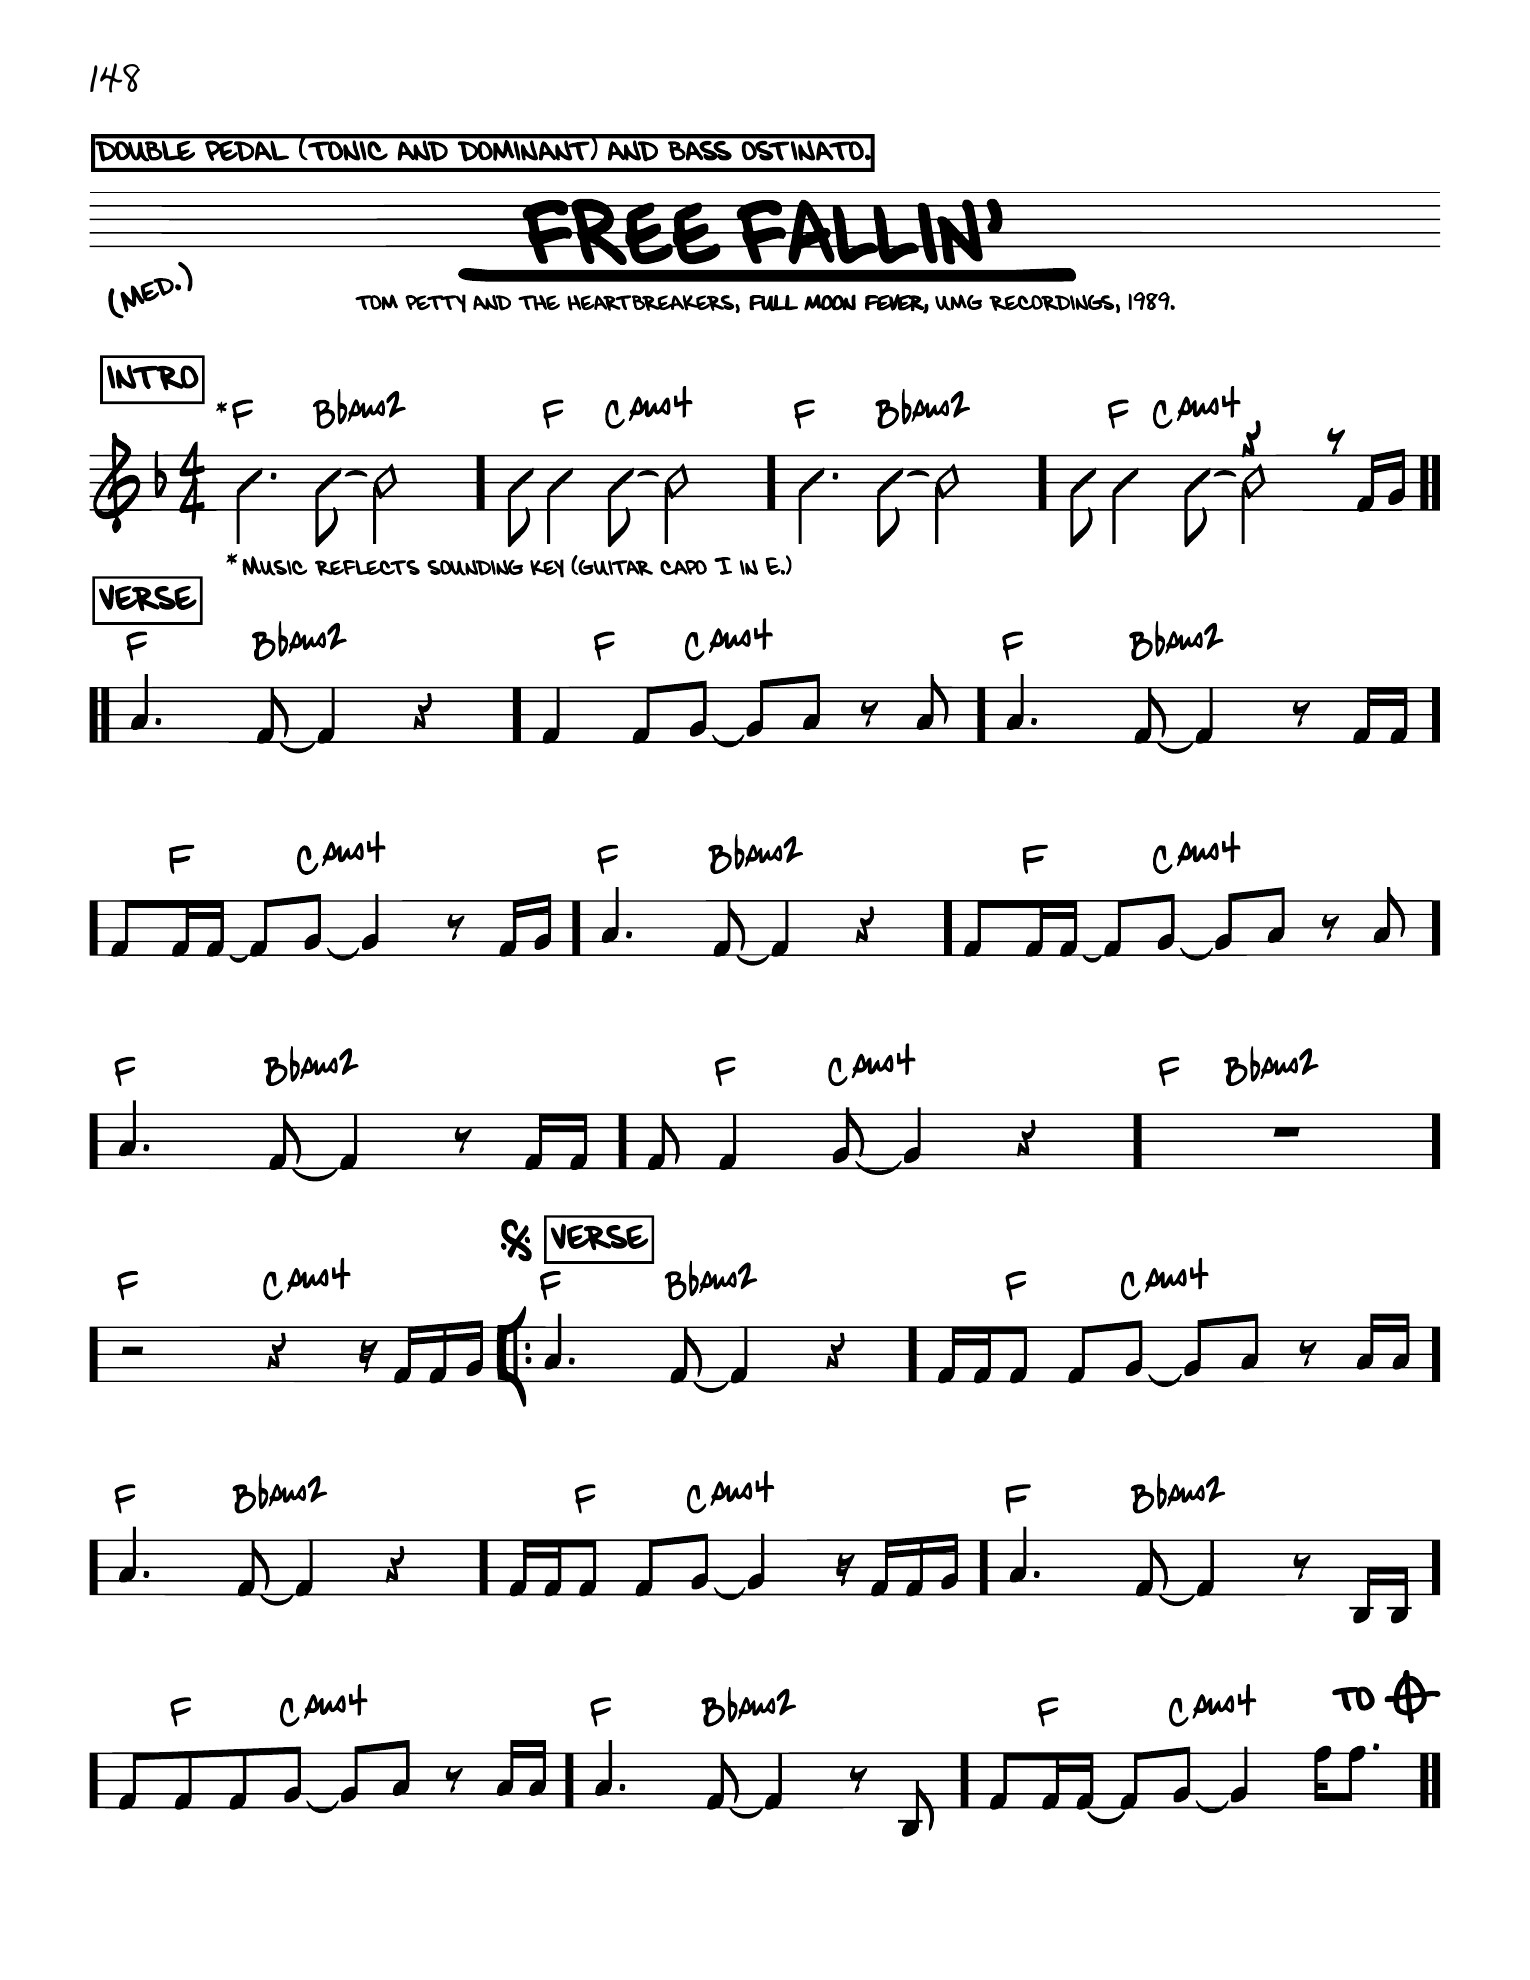 148
DOUBLE PEDAL (TONIC AND DOMINANT) AND BASS OSTINATO.
FREE FALLIN'
(MED.)
TOM PETTY AND THE HEARTBREAKERS, FULL MOON FEVER, UMG RECORDINGS, 1989.
INTRO
*F Bbsus2 F Csus4 F Bbsus2 F Csus4
4
4
*MUSIC REFLECTS SOUNDING KEY (GUITAR CAPO I IN E.)
VERSE
F Bbsus2 F Csus4 F Bbsus2
F Csus4 F Bbsus2 F Csus4
F Bbsus2 F Csus4 F Bbsus2
VERSE
F Csus4 F Bbsus2 F Csus4
F Bbsus2 F Csus4 F Bbsus2
F Csus4 F Bbsus2 F Csus4 TO